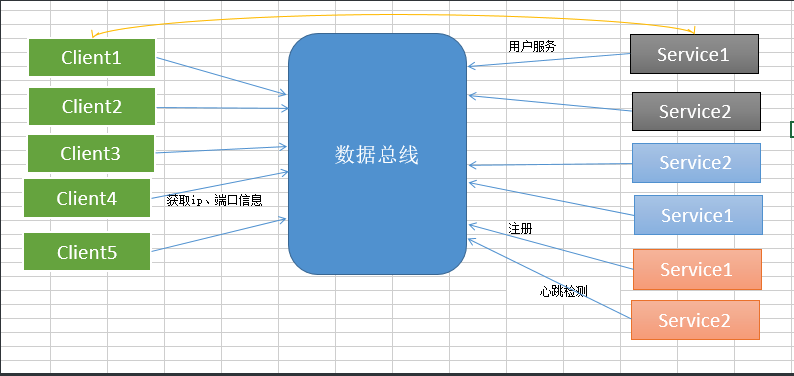 Client1
Client2
Client3
Client4
Client5
获取ip、端口信息
数据总线
用户服务
注册
心跳检测
Service1
Service2
Service2
Service1
Service1
Service2